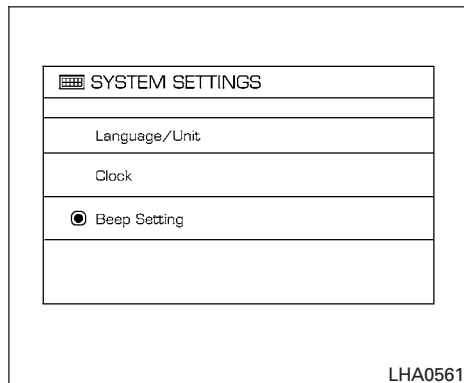 SYSTEM SETTINGS
Language/Unit
Clock
Beep Setting
LHA0561